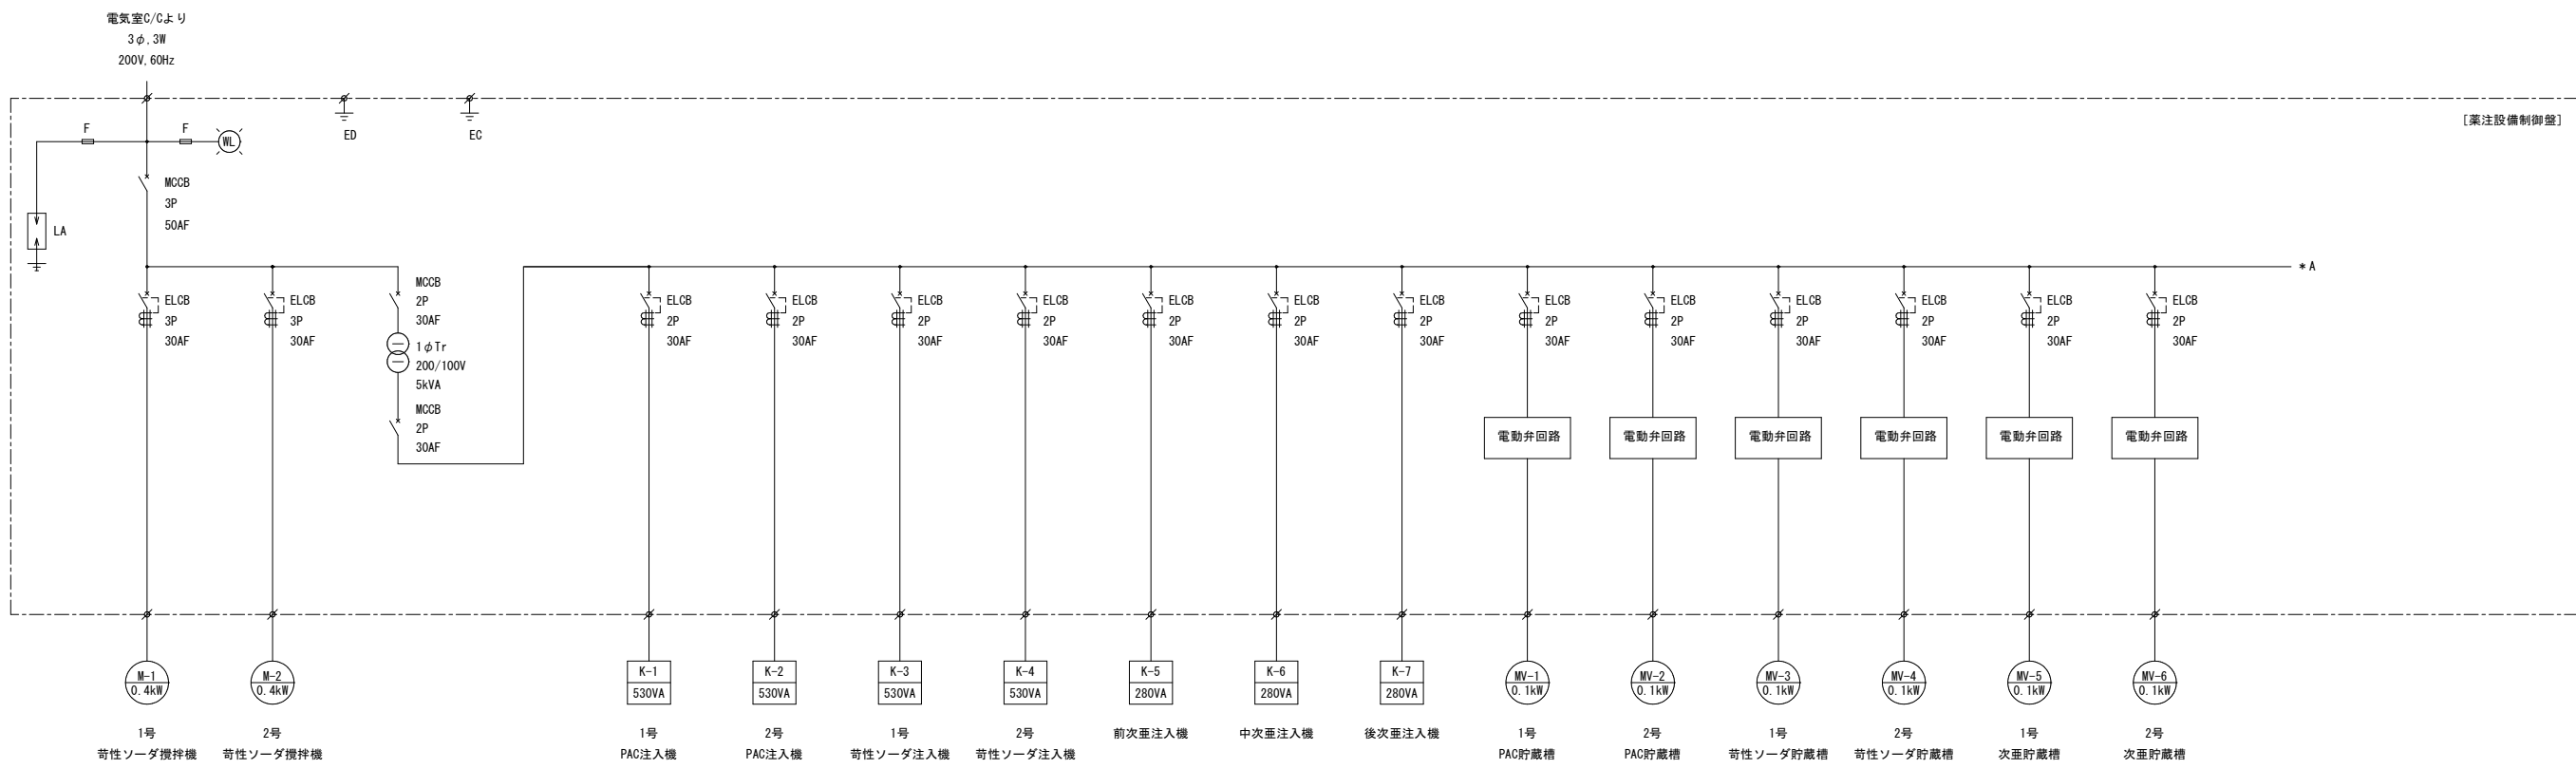 電気室C/Cより
3φ,3W
200V,60Hz
[薬注設備制御盤]
F
F
WL
ED
EC
MCCB
3P
50AF
LA
*A
ELCB
3P
30AF
ELCB
3P
30AF
MCCB
2P
30AF
1φTr
200/100V
5kVA
MCCB
2P
30AF
ELCB
2P
30AF
ELCB
2P
30AF
ELCB
2P
30AF
ELCB
2P
30AF
ELCB
2P
30AF
ELCB
2P
30AF
ELCB
2P
30AF
ELCB
2P
30AF
ELCB
2P
30AF
ELCB
2P
30AF
ELCB
2P
30AF
ELCB
2P
30AF
ELCB
2P
30AF
電動弁回路
電動弁回路
電動弁回路
電動弁回路
電動弁回路
電動弁回路
M-1
0.4kW
1号
苛性ソーダ攪拌機
M-2
0.4kW
2号
苛性ソーダ攪拌機
K-1
530VA
1号
PAC注入機
K-2
530VA
2号
PAC注入機
K-3
530VA
1号
苛性ソーダ注入機
K-4
530VA
2号
苛性ソーダ注入機
K-5
280VA
前次亜注入機
K-6
280VA
中次亜注入機
K-7
280VA
後次亜注入機
MV-1
0.1kW
1号
PAC貯蔵槽
MV-2
0.1kW
2号
PAC貯蔵槽
MV-3
0.1kW
1号
苛性ソーダ貯蔵槽
MV-4
0.1kW
2号
苛性ソーダ貯蔵槽
MV-5
0.1kW
1号
次亜貯蔵槽
MV-6
0.1kW
2号
次亜貯蔵槽